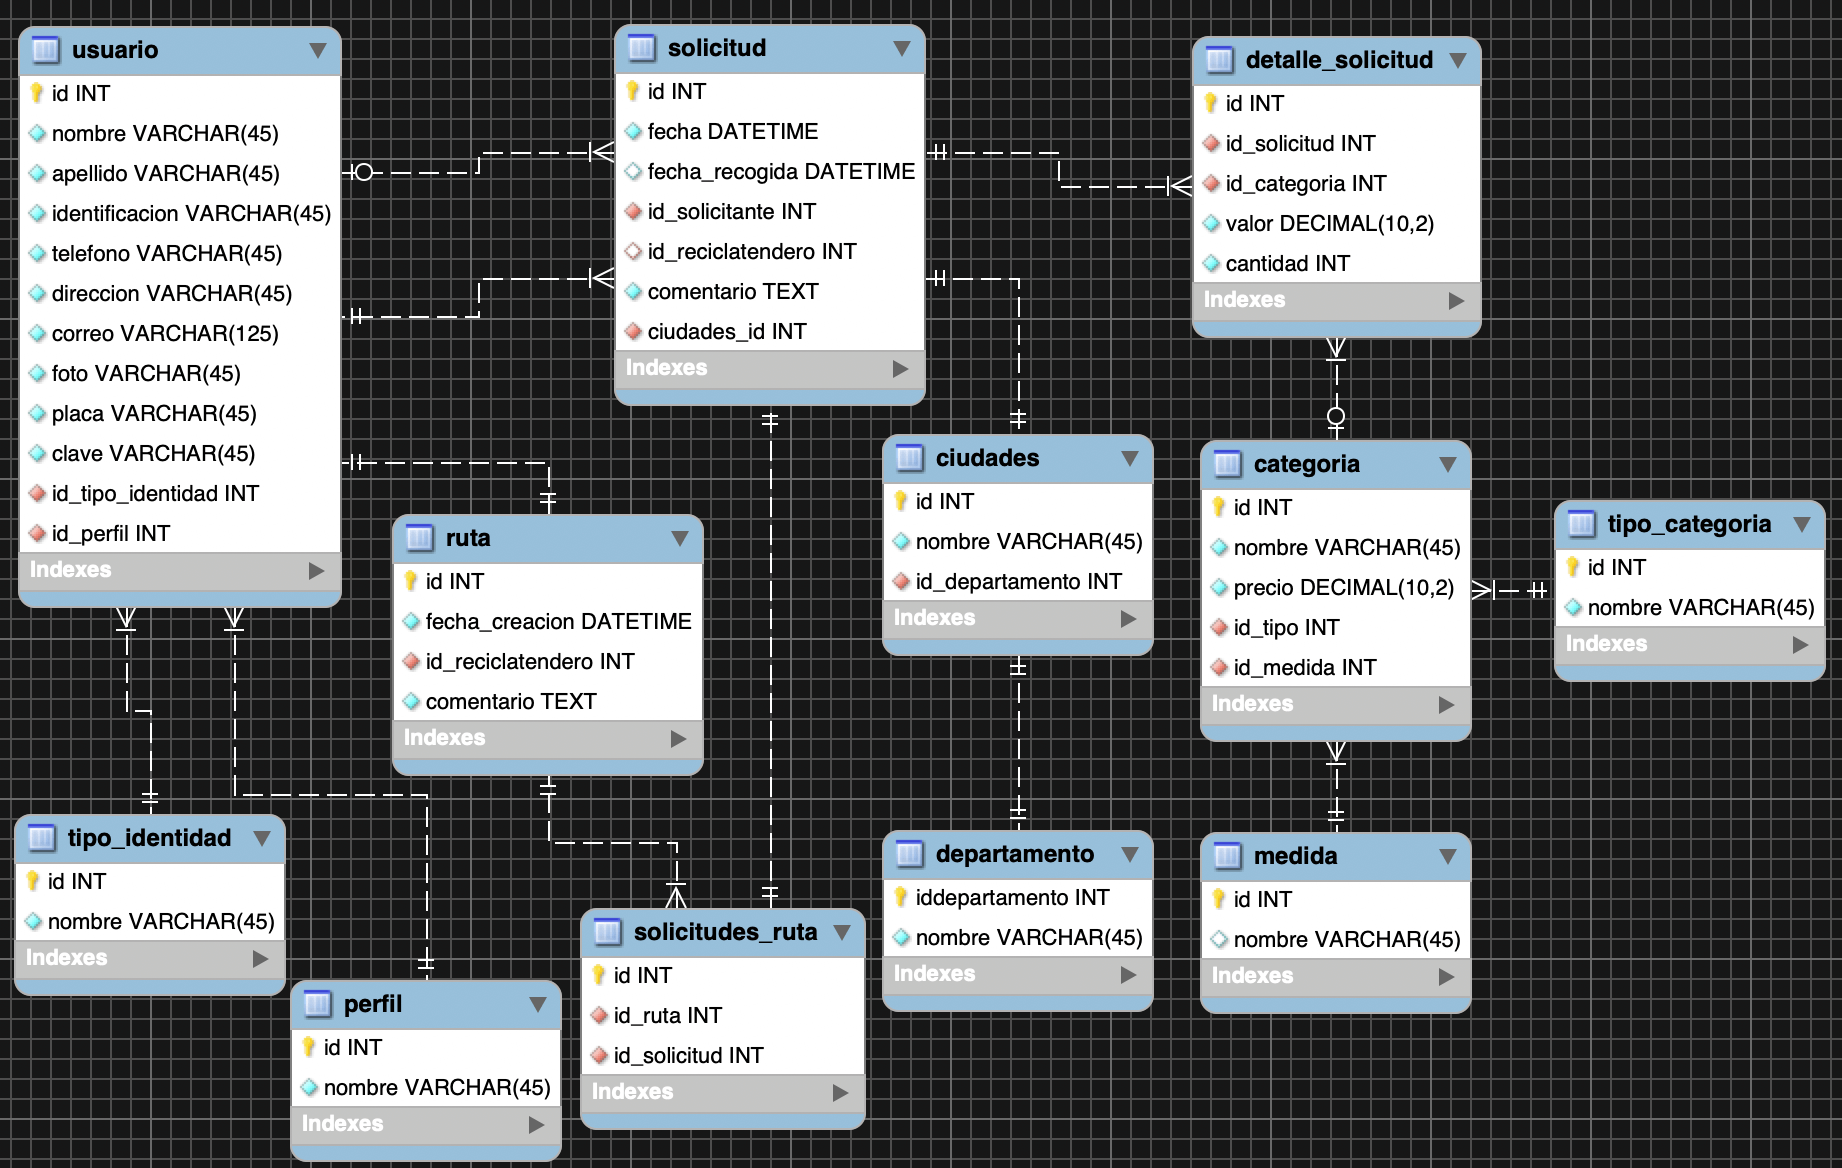 usuario
id INT
nombre VARCHAR(45)
apellido VARCHAR(45)
identificacion VARCHAR(45)
telefono VARCHAR(45)
direccion VARCHAR(45)
correo VARCHAR(125)
foto VARCHAR(45)
placa VARCHAR(45)
clave VARCHAR(45)
id_tipo_identidad INT
id_perfil INT
Indexes
solicitud
id INT
fecha DATETIME
fecha_recogida DATETIME
id_solicitante INT
id_reciclatendero INT
comentario TEXT
ciudades_id INT
Indexes
detalle_solicitud
id INT
id_solicitud INT
id_categoria INT
valor DECIMAL(10,2)
cantidad INT
Indexes
ruta
id INT
fecha_creacion DATETIME
id_reciclatendero INT
comentario TEXT
Indexes
ciudades
id INT
nombre VARCHAR(45)
id_departamento INT
Indexes
categoria
id INT
nombre VARCHAR(45)
precio DECIMAL(10,2)
id_tipo INT
id_medida INT
Indexes
tipo_categoria
id INT
nombre VARCHAR(45)
Indexes
tipo_identidad
id INT
nombre VARCHAR(45)
Indexes
perfil
id INT
nombre VARCHAR(45)
Indexes
solicitudes_ruta
id INT
id_ruta INT
id_solicitud INT
Indexes
departamento
iddepartamento INT
nombre VARCHAR(45)
Indexes
medida
id INT
nombre VARCHAR(45)
Indexes